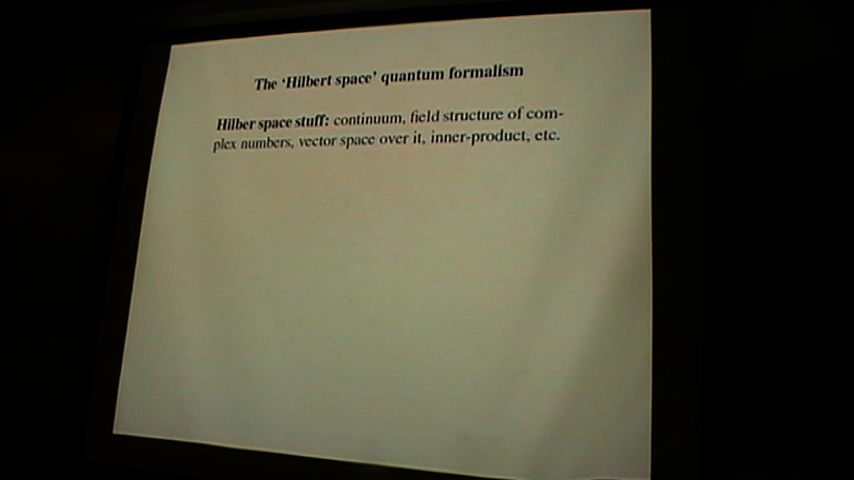 The ‘Hilbert space’ quantum formalism
Hilber space stuff: continuum, field structure of com-
plex numbers, vector space over it, inner-product, etc.